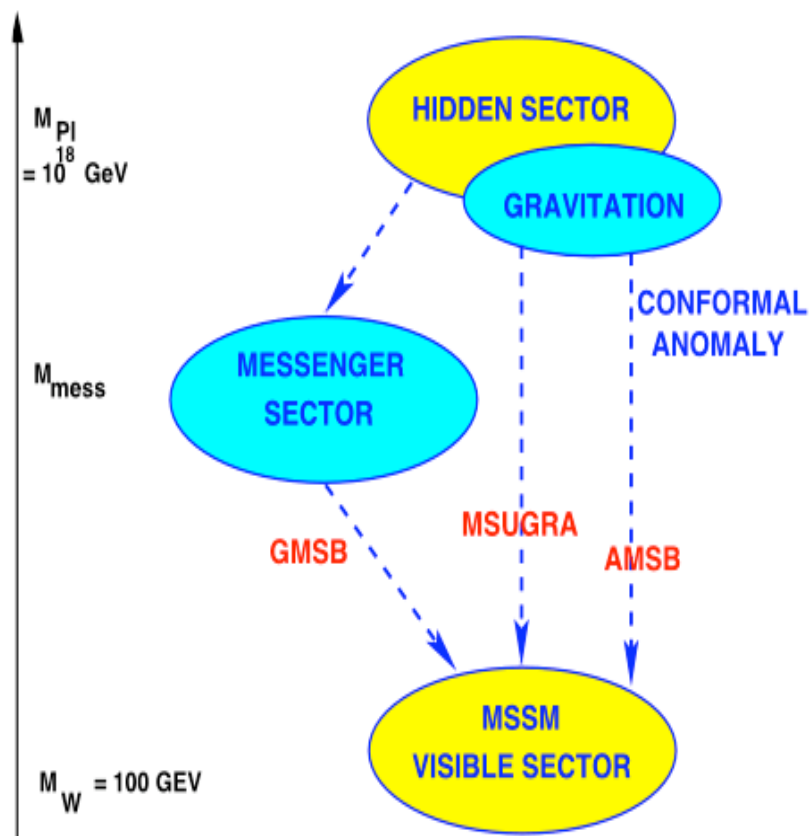 HIDDEN SECTOR
M
Pl
18
= 10 GeV
GRAVITATION
CONFORMAL
ANOMALY
MESSENGER
SECTOR
M
mess
GMSB
MSUGRA
AMSB
MSSM
VISIBLE SECTOR
M
W
= 100 GEV